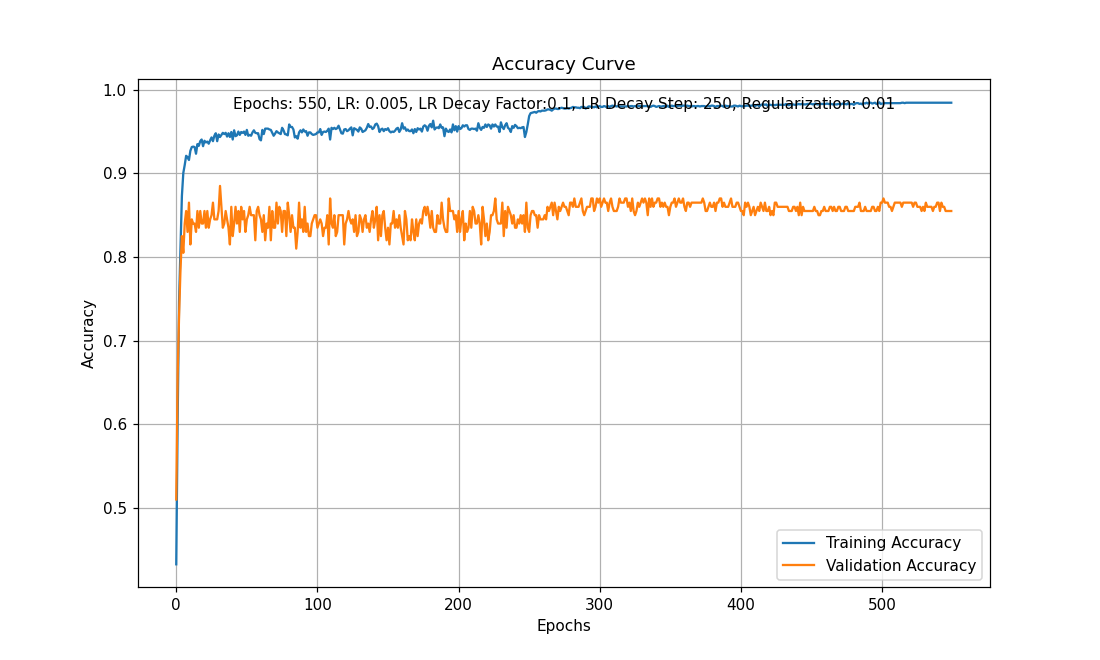 Accuracy Curve
Epochs: 550, LR: 0.005, LR Decay Factor:0.1, LR Decay Step: 250, Regularization: 0.01
1.0
0.9
0.8
0.7
0.6
0.5
Accuracy
Training Accuracy
Validation Accuracy
0 100 200 300 400 500
Epochs